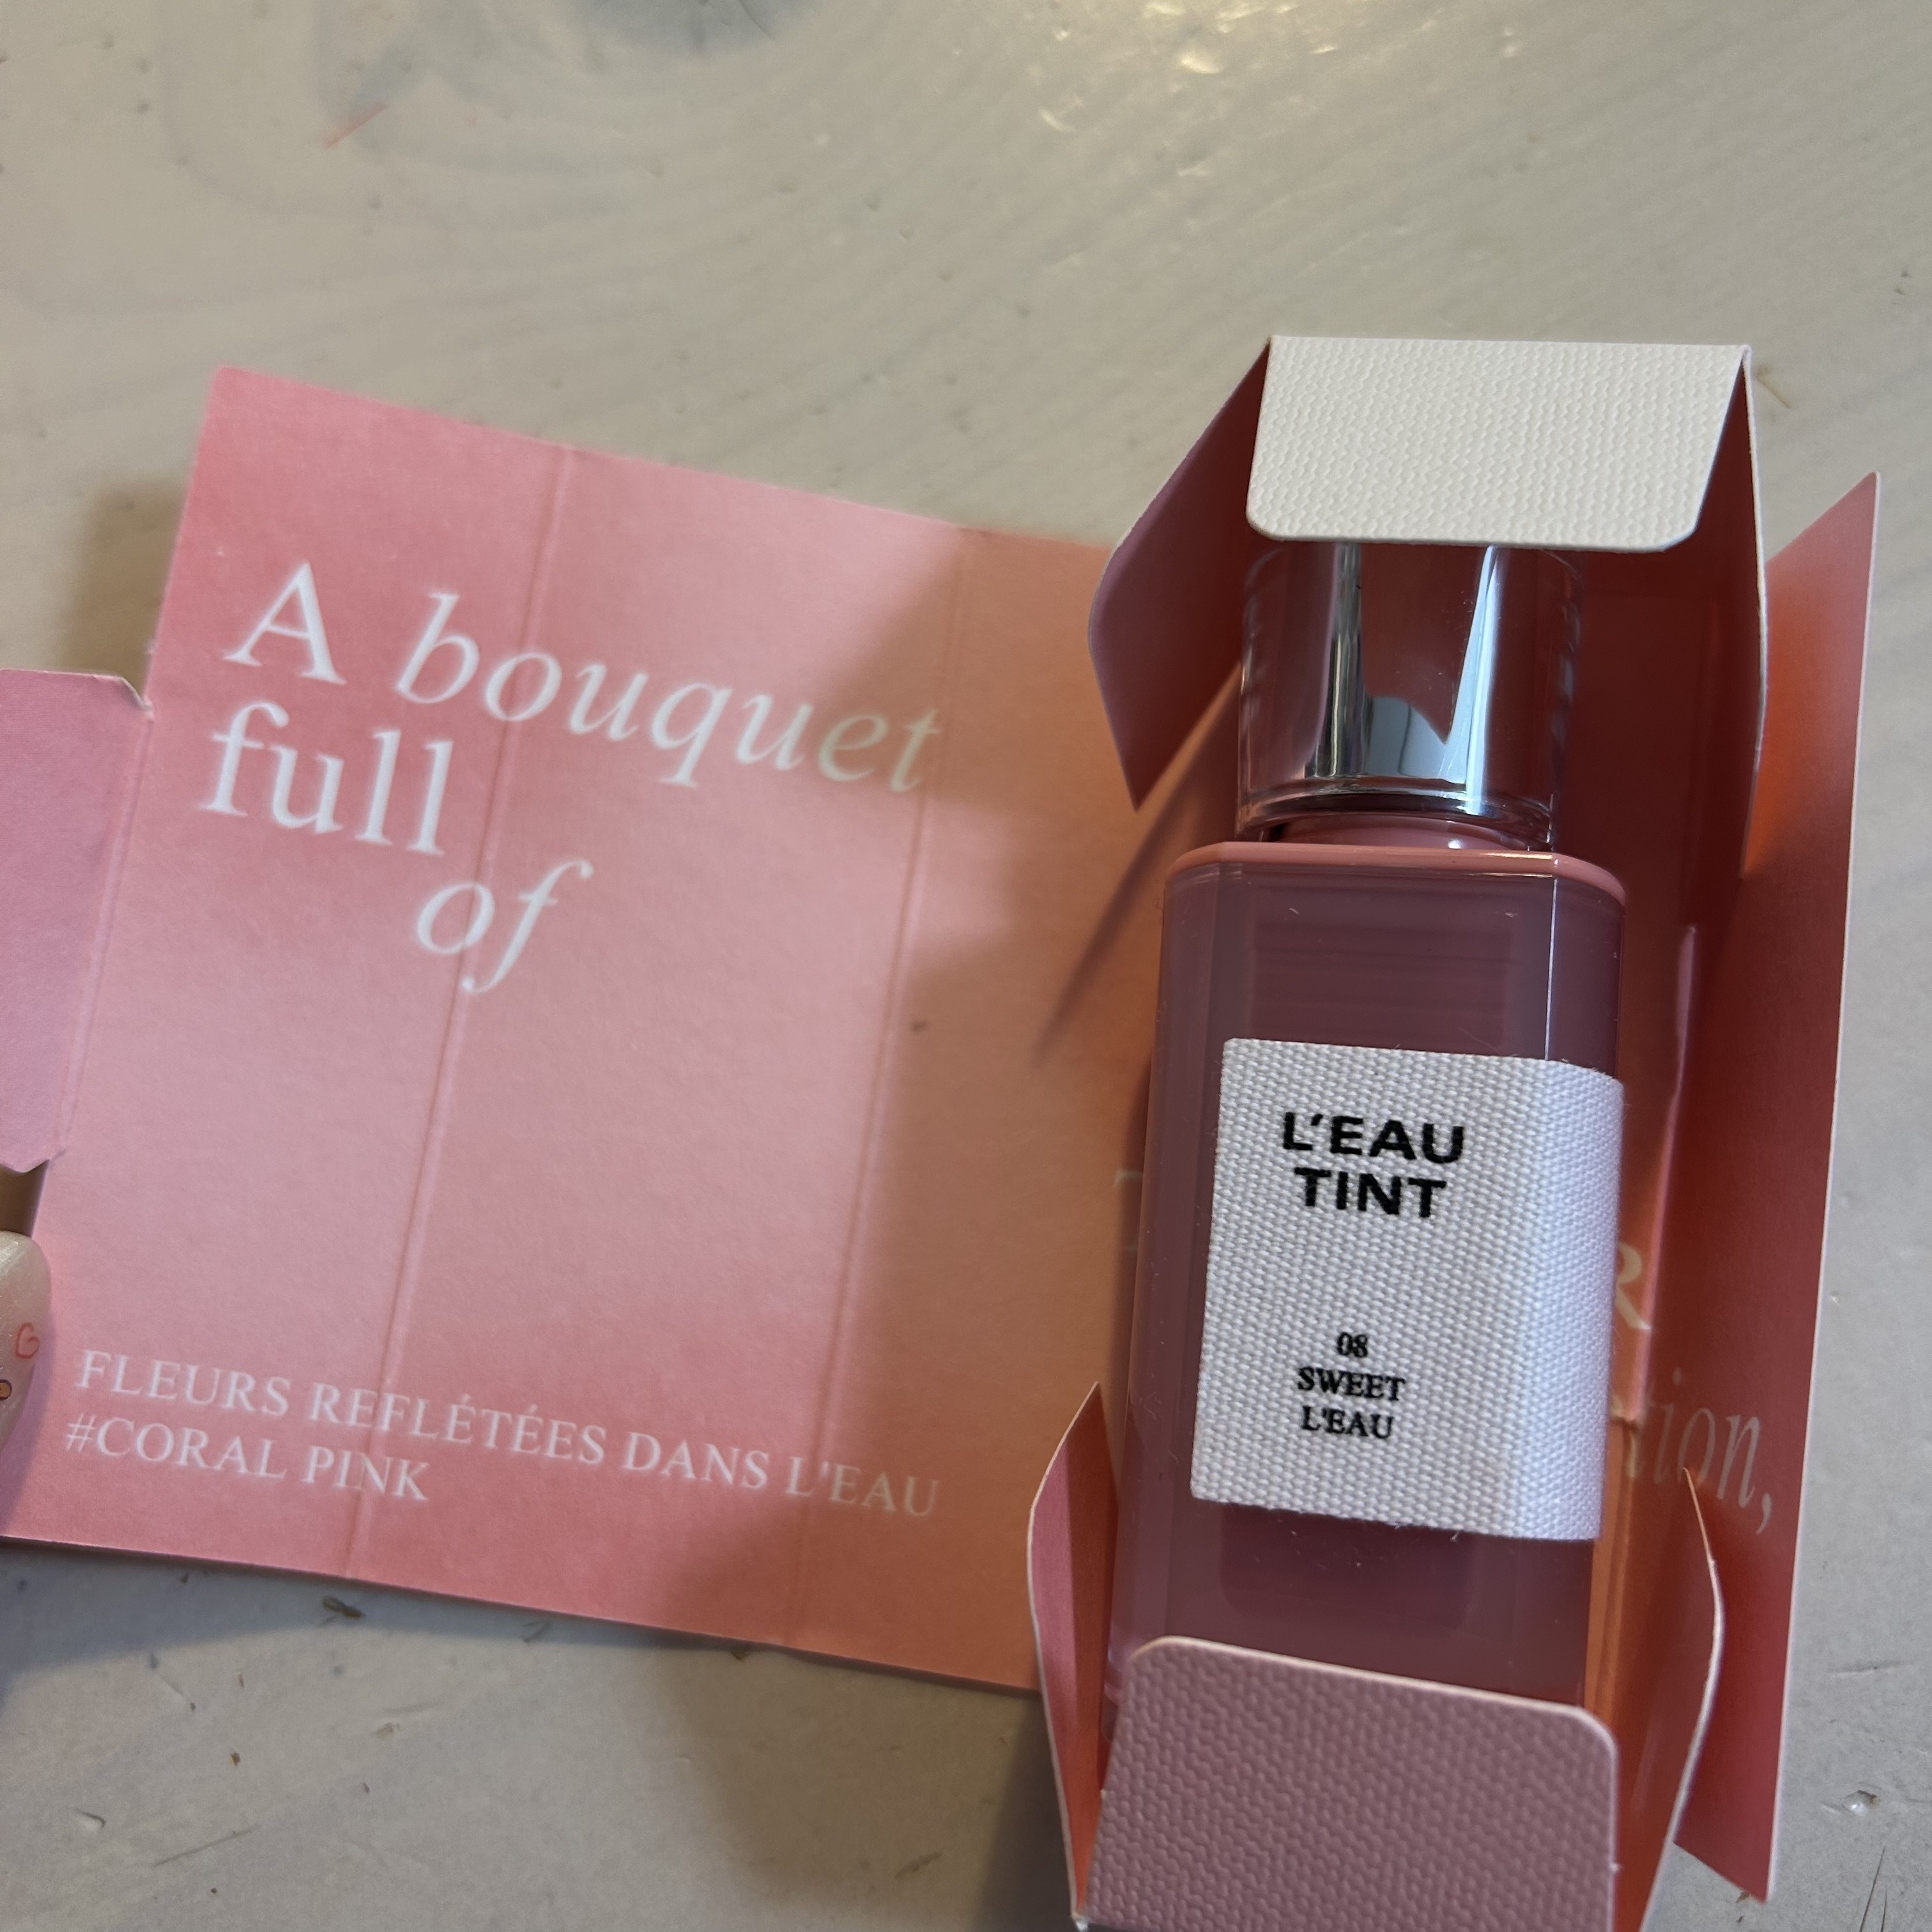 A bouquet
full
of
FLEURS REFLÉTÉES DANS L'EAU
#CORAL PINK
L'EAU
TINT
08
SWEET
L'EAU